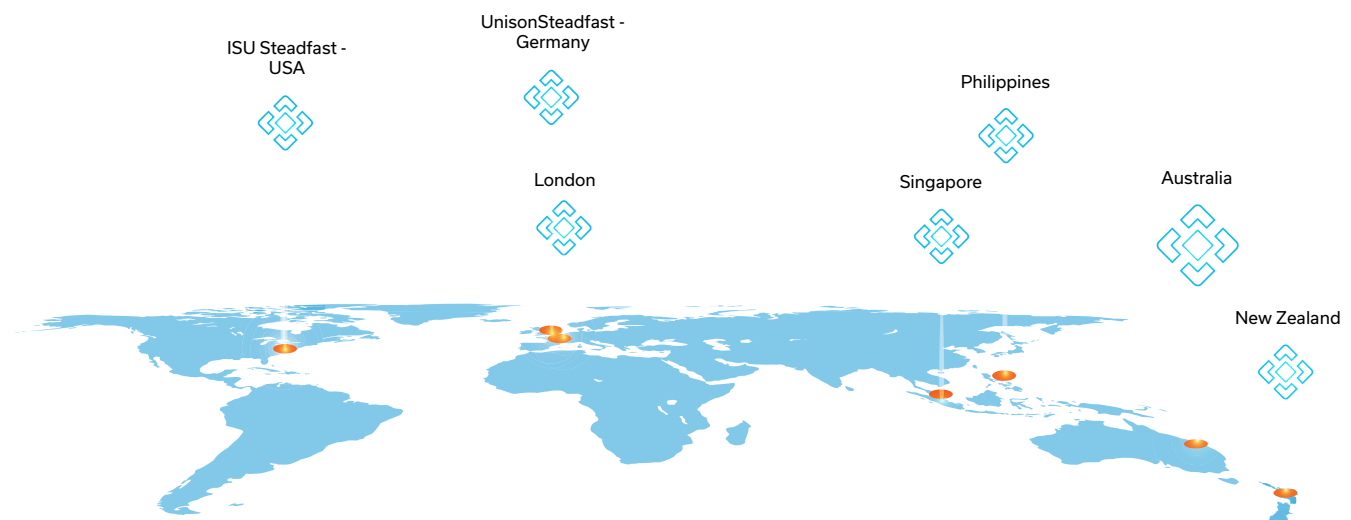 UnisonSteadfast -
Germany
ISU Steadfast -
USA
Philippines
London
Singapore
Australia
New Zealand